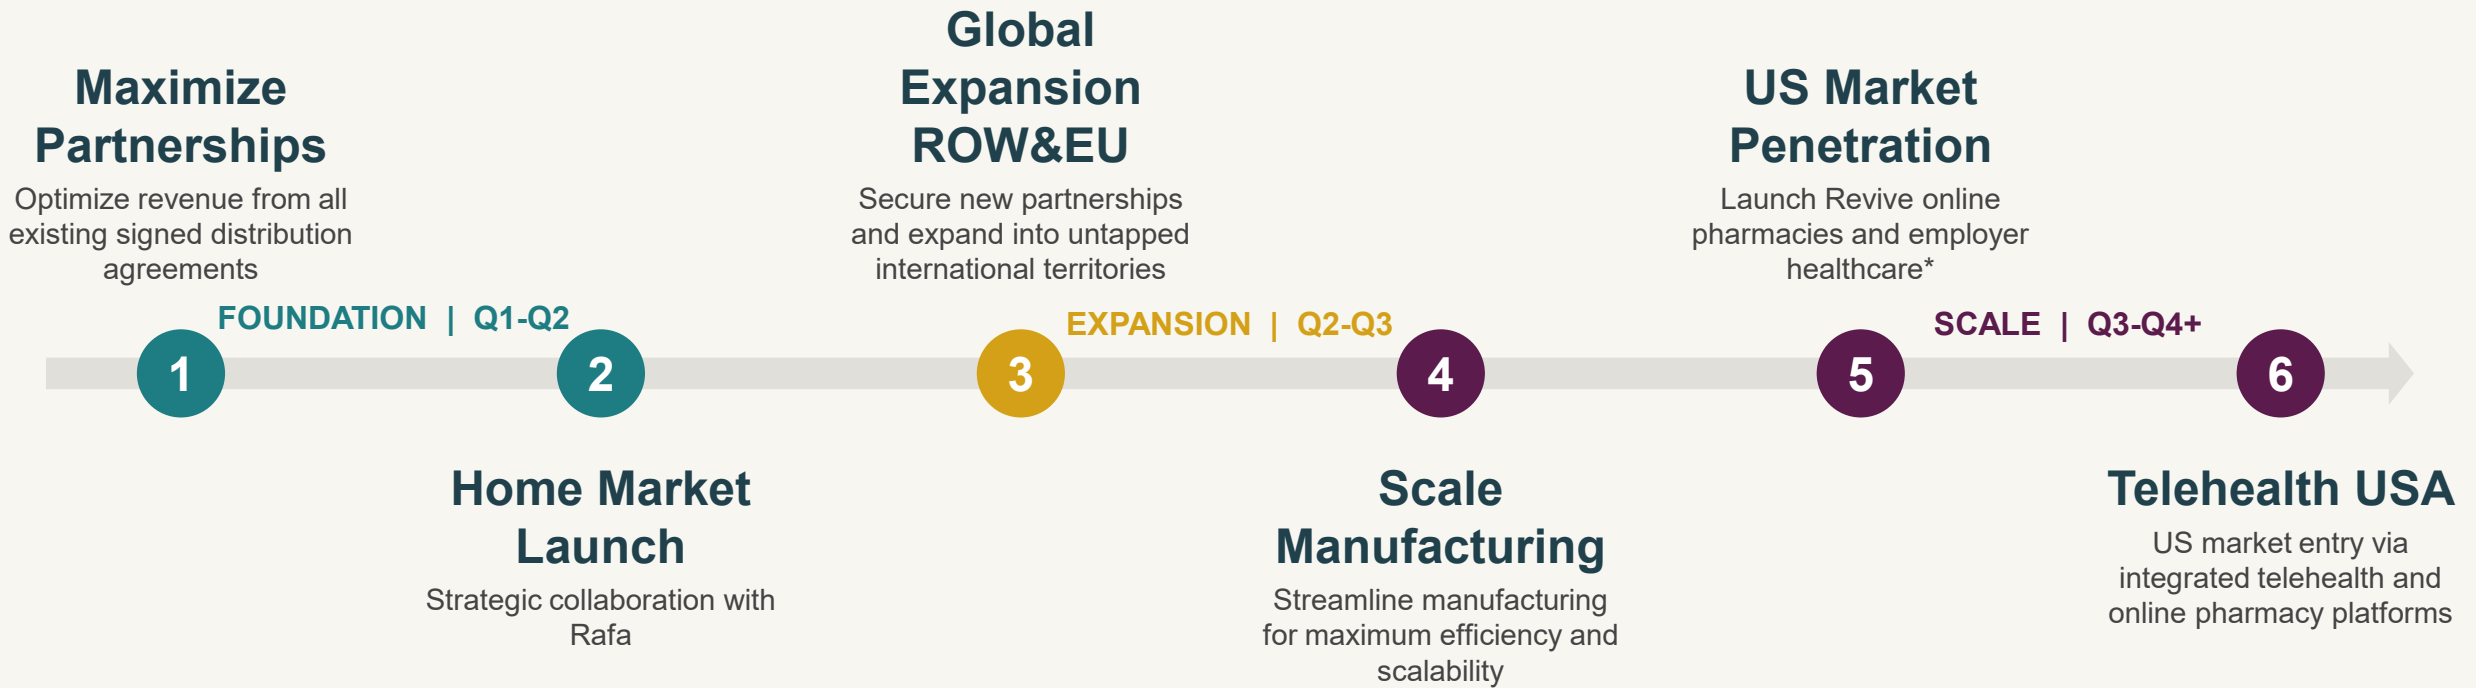 Maximize
Partnerships
Optimize revenue from all
existing signed distribution
agreements
FOUNDATION | Q1-Q2
1
2
Home Market
Launch
Strategic collaboration with
Rafa
Global
Expansion
ROW&EU
Secure new partnerships
and expand into untapped
international territories
EXPANSION | Q2-Q3
3
4
Scale
Manufacturing
Streamline manufacturing
for maximum efficiency and
scalability
US Market
Penetration
Launch Revive online
pharmacies and employer
healthcare*
SCALE | Q3-Q4+
5
6
Telehealth USA
US market entry via
integrated telehealth and
online pharmacy platforms